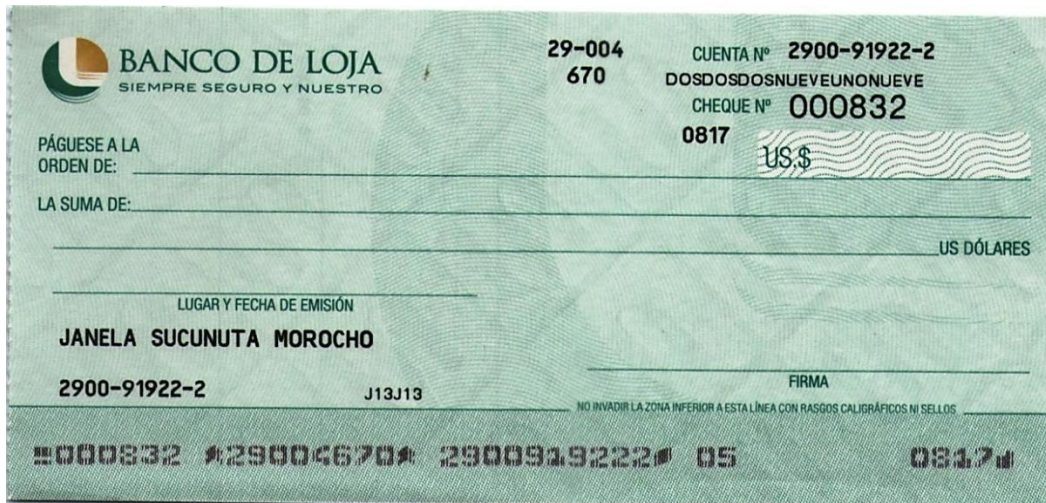 BANCO DE LOJA
SIEMPRE SEGURO Y NUESTRO
29-004
670
CUENTA Nº 2900-91922-2
DOSDOSDOSNUEVEUNONUEVE
CHEQUE Nº 000832
0817
US.$
PÁGUESE A LA
ORDEN DE:
LA SUMA DE:
US DÓLARES
LUGAR Y FECHA DE EMISIÓN
JANELA SUCUNUTA MOROCHO
2900-91922-2 J13J13
FIRMA
NO INVADIR LA ZONA INFERIOR A ESTA LÍNEA CON RASGOS CALIGRÁFICOS NI SELLOS
⑈000832 ⑆29004670⑆ 2900919222⑈ 05 0817⑈